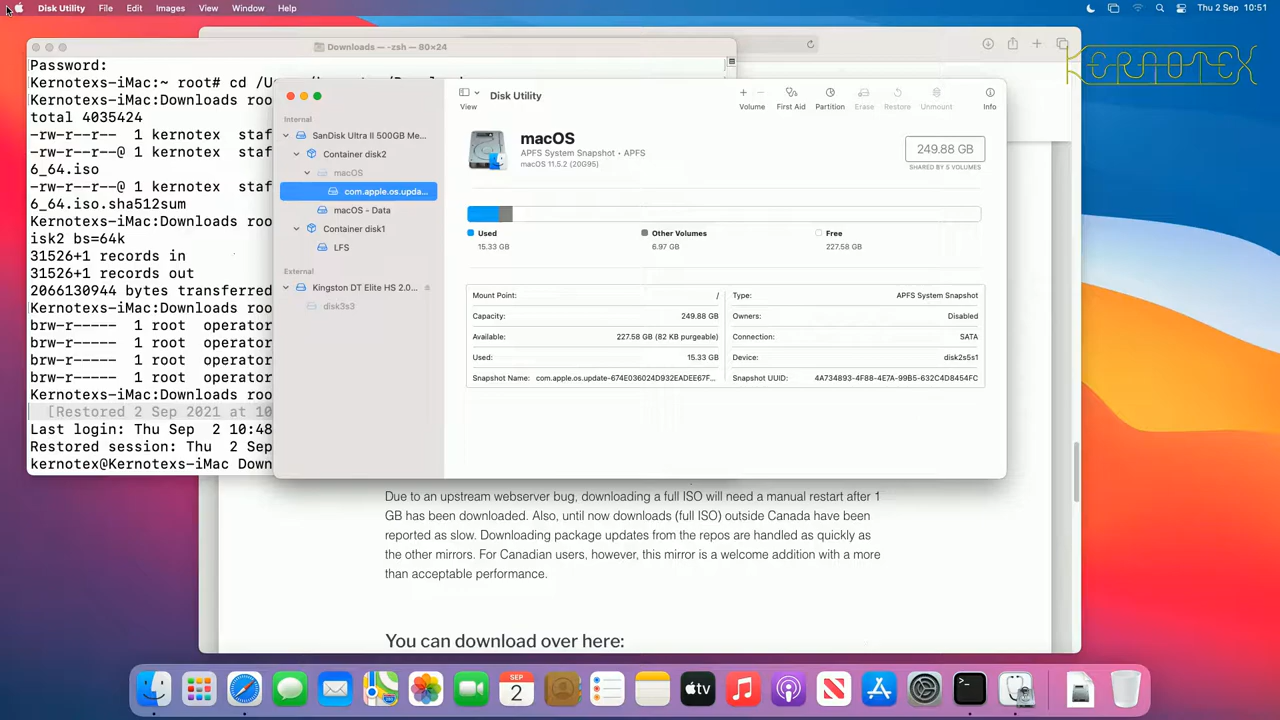 Disk Utility File Edit Images View Window Help Thu 2 Sep 10:51
KERNOTEX
Downloads — -zsh — 80×24
Password:
Kernotexs-iMac:~ root# cd
Kernotexs-iMac:Downloads roo
total 4035424
-rw-r--r-- 1 kernotex staf
-rw-r--r--@ 1 kernotex staf
6_64.iso
-rw-r--r--@ 1 kernotex staf
6_64.iso.sha512sum
Kernotexs-iMac:Downloads roo
isk2 bs=64k
31526+1 records in
31526+1 records out
2066130944 bytes transferred
Kernotexs-iMac:Downloads roo
brw-r----- 1 root operator
brw-r----- 1 root operator
brw-r----- 1 root operator
brw-r----- 1 root operator
Kernotexs-iMac:Downloads roo
[Restored 2 Sep 2021 at 10
Last login: Thu Sep 2 10:48
Restored session: Thu 2 Sep
kernotex@Kernotexs-iMac Down
View
Disk Utility
Volume First Aid Partition Erase Restore Unmount Info
Internal
SanDisk Ultra II 500GB Me...
Container disk2
macOS
com.apple.os.upda...
macOS - Data
Container disk1
LFS
External
Kingston DT Elite HS 2.0...
disk3s3
macOS
APFS System Snapshot • APFS
macOS 11.5.2 (20G95)
249.88 GB
SHARED BY 5 VOLUMES
Used
15.33 GB
Other Volumes
6.97 GB
Free
227.58 GB
Mount Point: /
Capacity: 249.88 GB
Available: 227.58 GB (82 KB purgeable)
Used: 15.33 GB
Snapshot Name: com.apple.os.update-674E036024D932EADEE67F...
Type: APFS System Snapshot
Owners: Disabled
Connection: SATA
Device: disk2s5s1
Snapshot UUID: 4A734893-4F88-4E7A-99B5-632C4D8454FC
Due to an upstream webserver bug, downloading a full ISO will need a manual restart after 1
GB has been downloaded. Also, until now downloads (full ISO) outside Canada have been
reported as slow. Downloading package updates from the repos are handled as quickly as
the other mirrors. For Canadian users, however, this mirror is a welcome addition with a more
than acceptable performance.
You can download over here:
SEP
2
tv